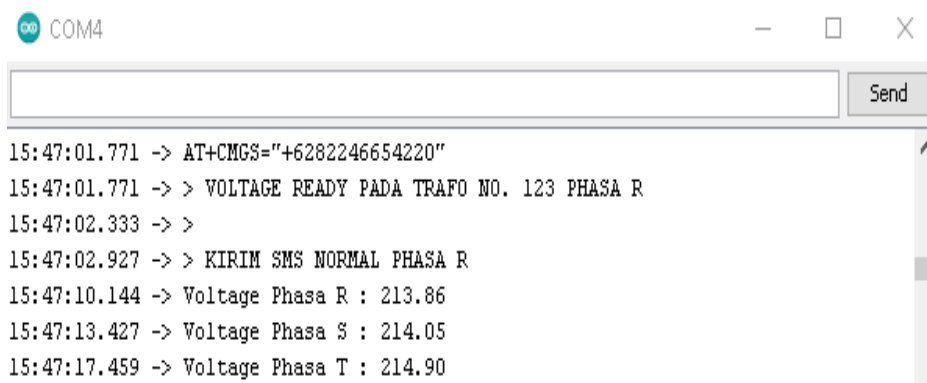 COM4
Send
15:47:01.771 -> AT+CMGS="+6282246654220"
15:47:01.771 -> > VOLTAGE READY PADA TRAFO NO. 123 PHASA R
15:47:02.333 -> >
15:47:02.927 -> > KIRIM SMS NORMAL PHASA R
15:47:10.144 -> Voltage Phasa R : 213.86
15:47:13.427 -> Voltage Phasa S : 214.05
15:47:17.459 -> Voltage Phasa T : 214.90